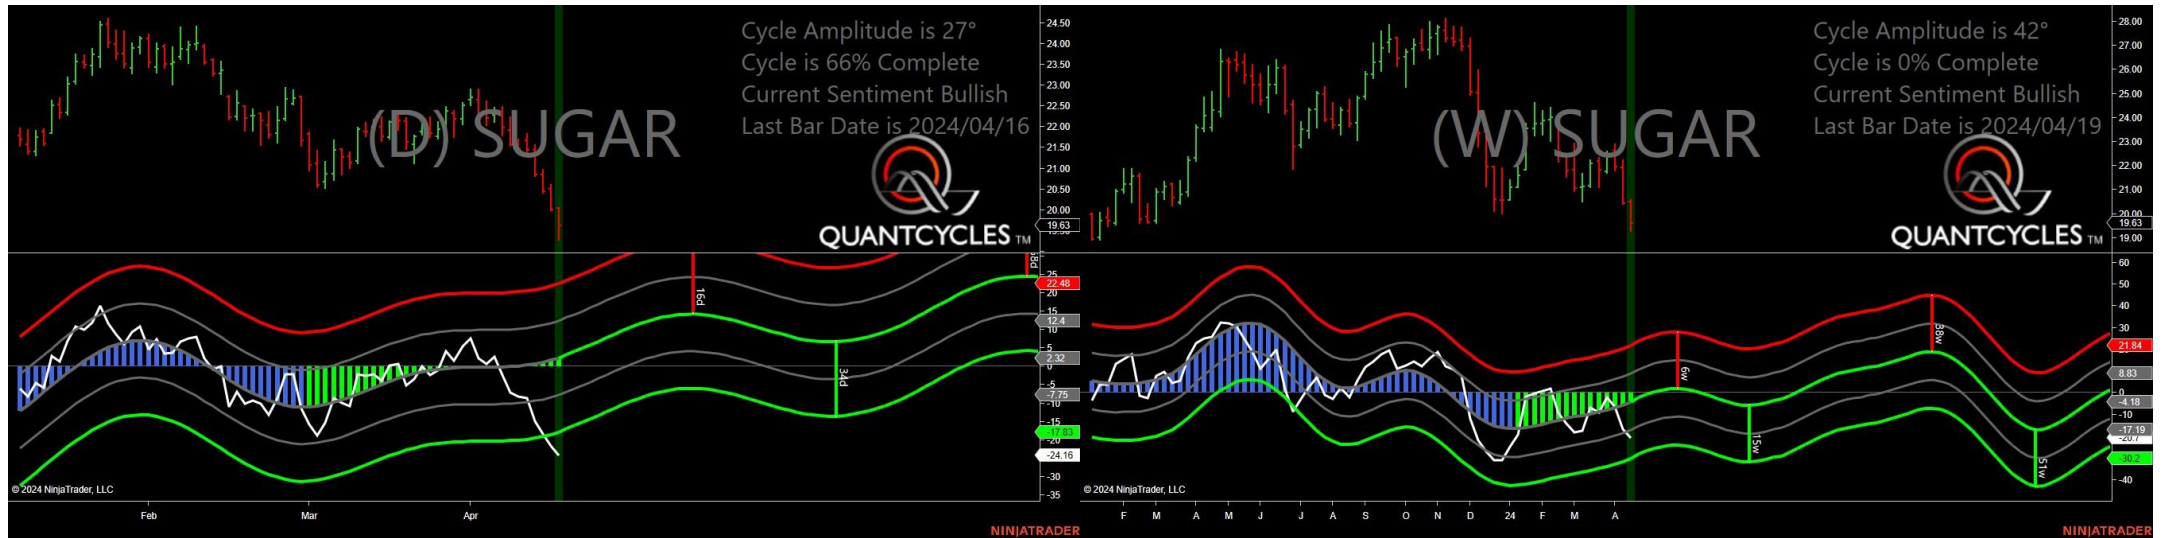 Cycle Amplitude is 27°
Cycle is 66% Complete
Current Sentiment Bullish
Last Bar Date is 2024/04/16
(D) SUGAR
QUANTCYCLES TM
24.50
24.00
23.50
23.00
22.50
22.00
21.50
21.00
20.50
20.00
19.63
16d
34d
25
22.48
20
15
12.4
10
5
2.32
0
-5
-7.75
-10
-15
-17.83
-20
-24.16
-30
-35
© 2024 NinjaTrader, LLC
Feb Mar Apr
NINJATRADER
Cycle Amplitude is 42°
Cycle is 0% Complete
Current Sentiment Bullish
Last Bar Date is 2024/04/19
(W) SUGAR
QUANTCYCLES TM
28.00
27.00
26.00
25.00
24.00
23.00
22.00
21.00
20.00
19.63
19.00
6w
15w
38w
51w
60
50
40
30
21.84
8.83
0
-4.18
-10
-17.19
-20.7
-30.2
-40
© 2024 NinjaTrader, LLC
F M A M J J A S O N D 24 F M A
NINJATRADER